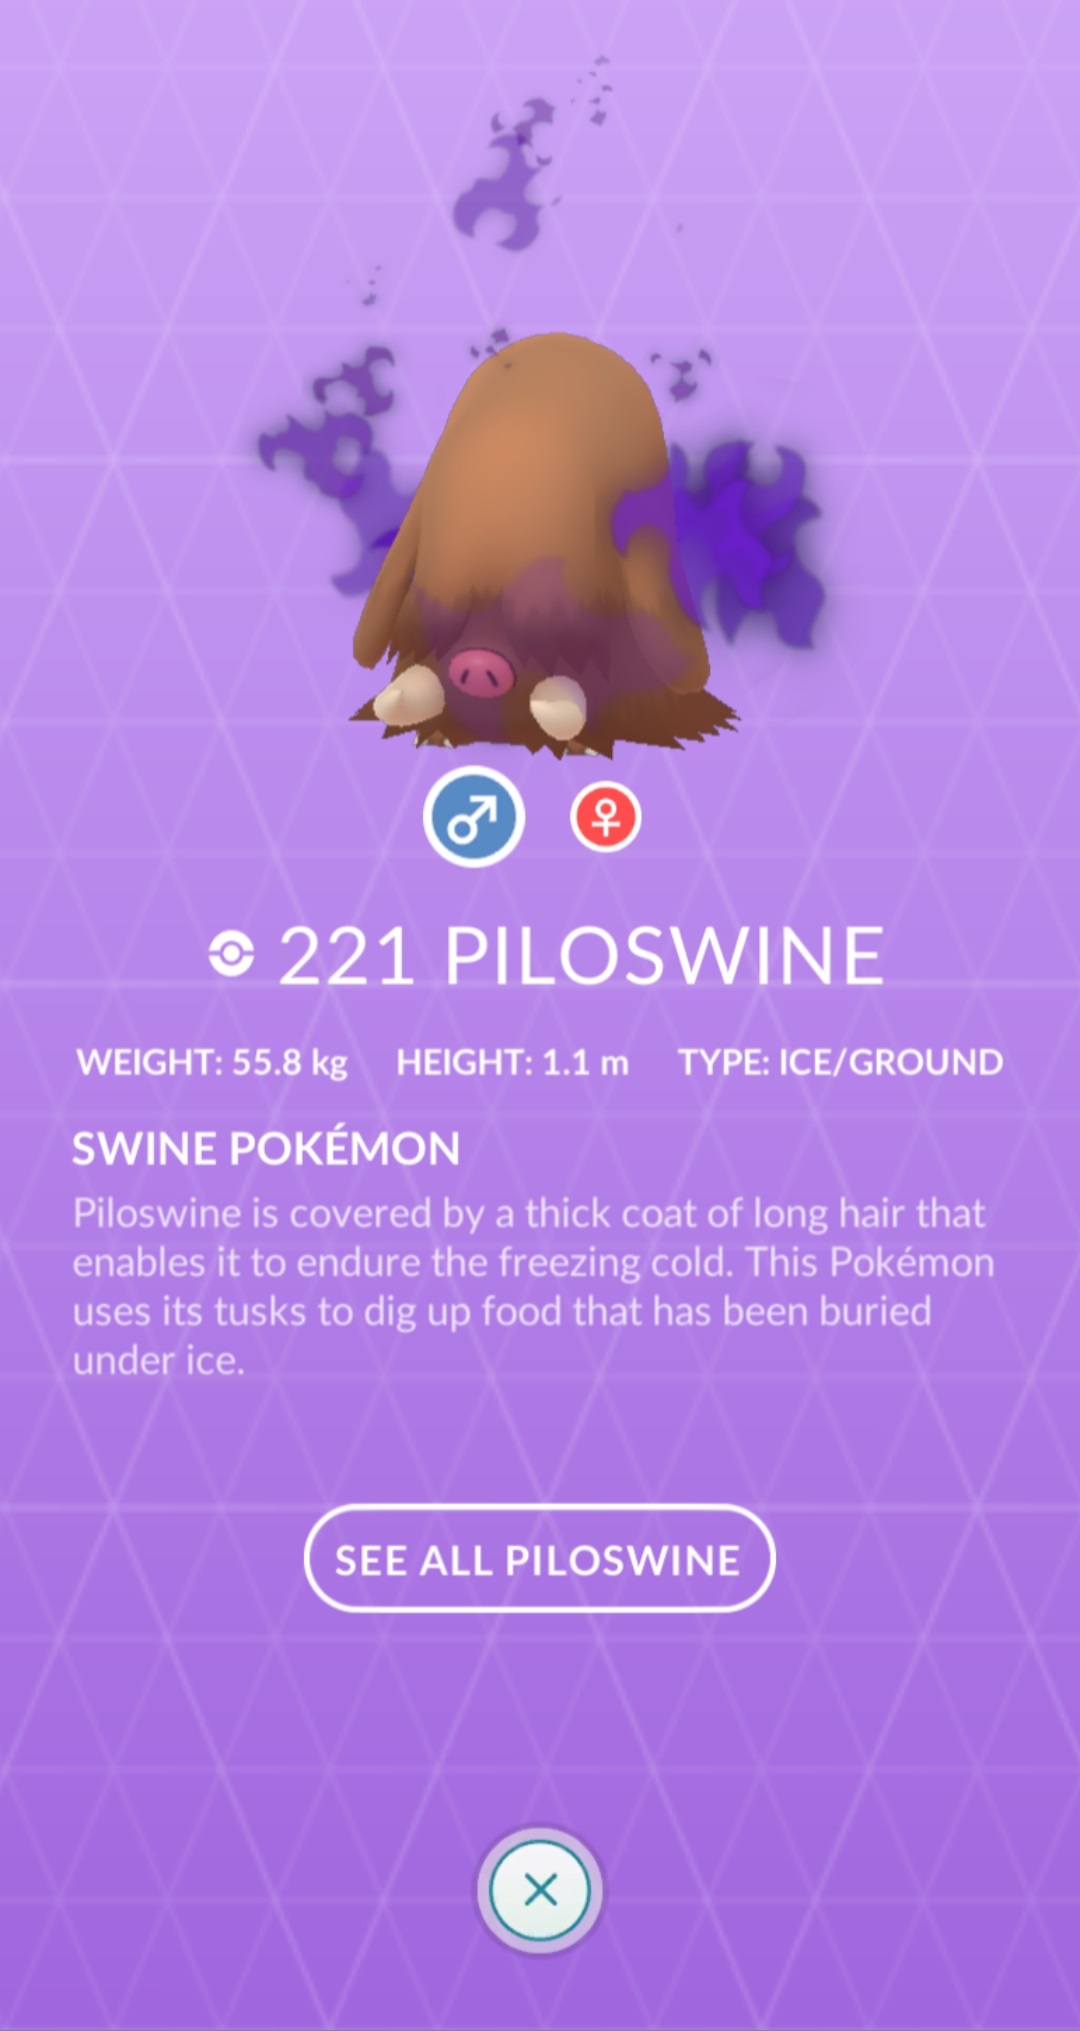 221 PILOSWINE
WEIGHT: 55.8 kg HEIGHT: 1.1 m TYPE: ICE/GROUND
SWINE POKÉMON
Piloswine is covered by a thick coat of long hair that
enables it to endure the freezing cold. This Pokémon
uses its tusks to dig up food that has been buried
under ice.
SEE ALL PILOSWINE